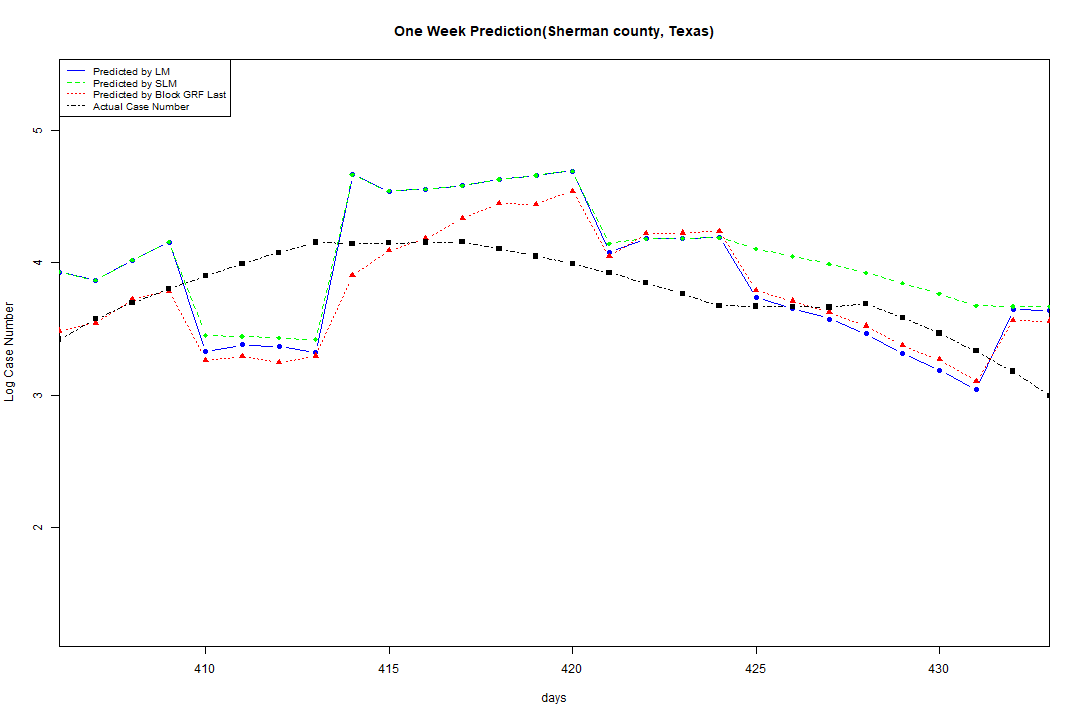 One Week Prediction(Sherman county, Texas)
Predicted by LM
Predicted by SLM
Predicted by Block GRF Last
Actual Case Number
5
4
3
2
Log Case Number
410 415 420 425 430
days